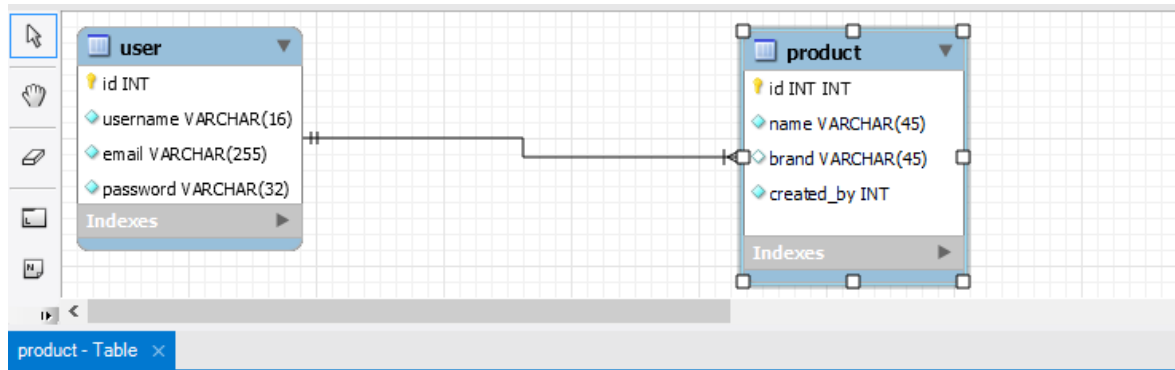 user
id INT
username VARCHAR(16)
email VARCHAR(255)
password VARCHAR(32)
Indexes
product
id INT INT
name VARCHAR(45)
brand VARCHAR(45)
created_by INT
Indexes
product - Table